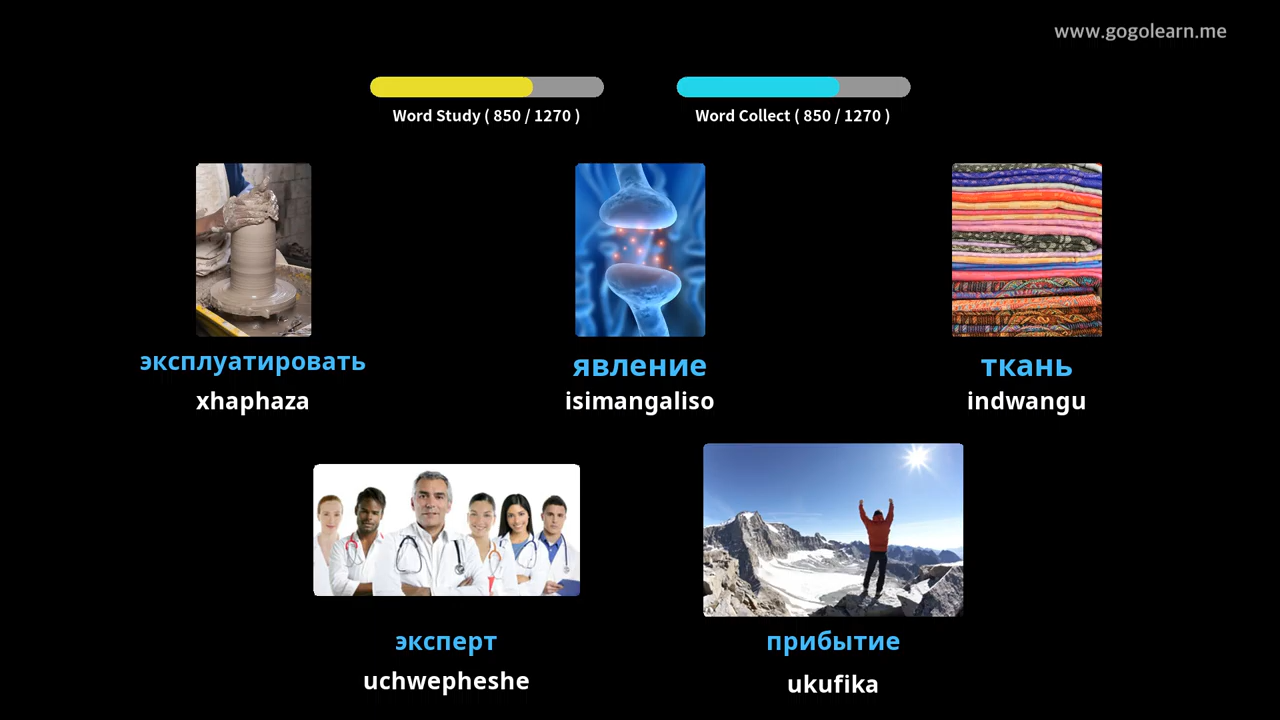 www.gogolearn.me
Word Study ( 850 / 1270 )
Word Collect ( 850 / 1270 )
эксплуатировать
xhaphaza
явление
isimangaliso
ткань
indwangu
эксперт
uchwepheshe
прибытие
ukufika